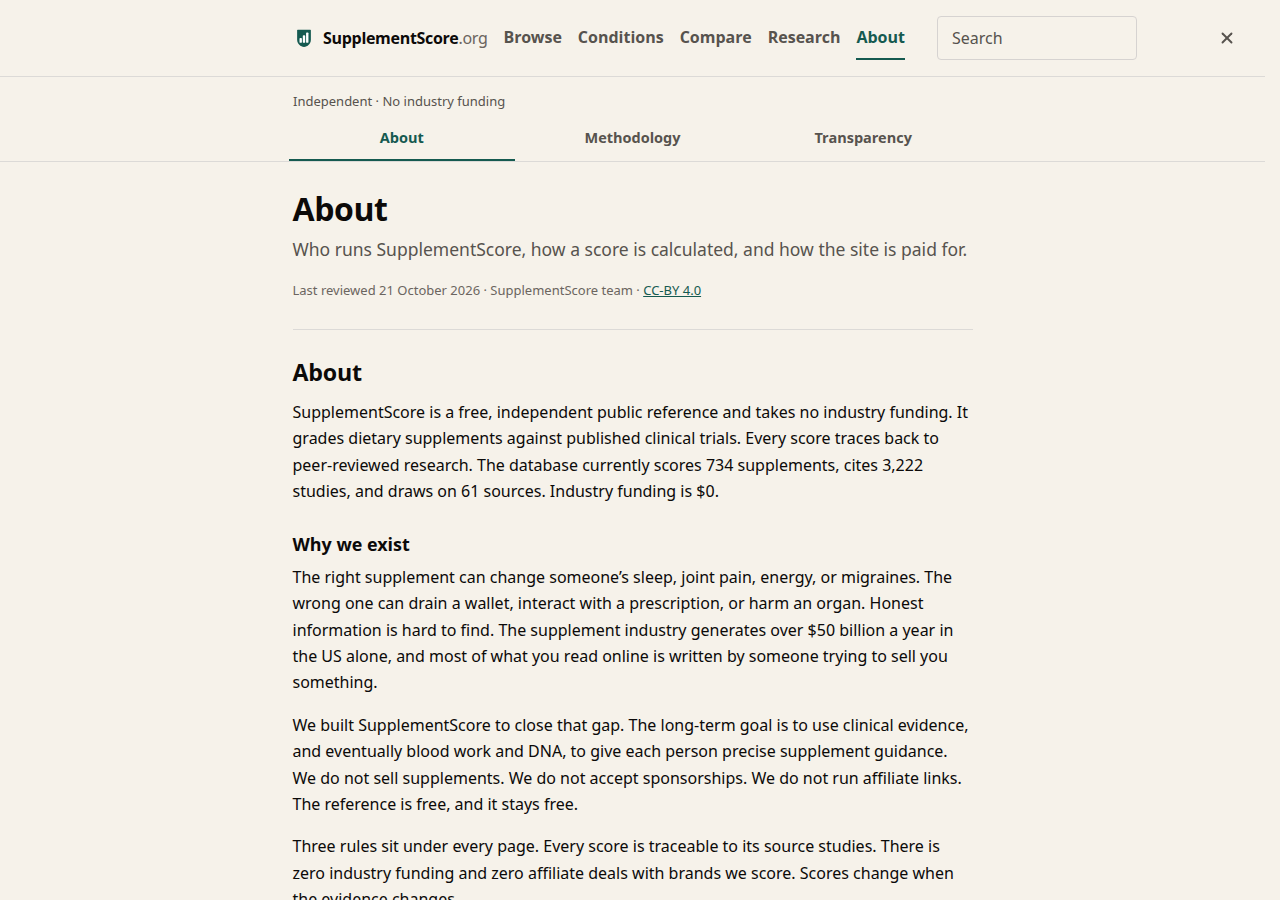 SupplementScore.org Browse Conditions Compare Research About Search ✕
Independent · No industry funding
About Methodology Transparency
About
Who runs SupplementScore, how a score is calculated, and how the site is paid for.
Last reviewed 21 October 2026 · SupplementScore team · CC-BY 4.0
About
SupplementScore is a free, independent public reference and takes no industry funding. It
grades dietary supplements against published clinical trials. Every score traces back to
peer-reviewed research. The database currently scores 734 supplements, cites 3,222
studies, and draws on 61 sources. Industry funding is $0.
Why we exist
The right supplement can change someone’s sleep, joint pain, energy, or migraines. The
wrong one can drain a wallet, interact with a prescription, or harm an organ. Honest
information is hard to find. The supplement industry generates over $50 billion a year in
the US alone, and most of what you read online is written by someone trying to sell you
something.
We built SupplementScore to close that gap. The long-term goal is to use clinical evidence,
and eventually blood work and DNA, to give each person precise supplement guidance.
We do not sell supplements. We do not accept sponsorships. We do not run affiliate links.
The reference is free, and it stays free.
Three rules sit under every page. Every score is traceable to its source studies. There is
zero industry funding and zero affiliate deals with brands we score. Scores change when
the evidence changes.